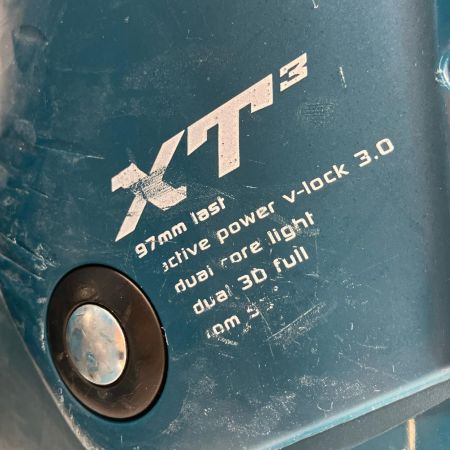 XT³
97mm last
active power v-lock 3.0
dual core light
dual 3D full